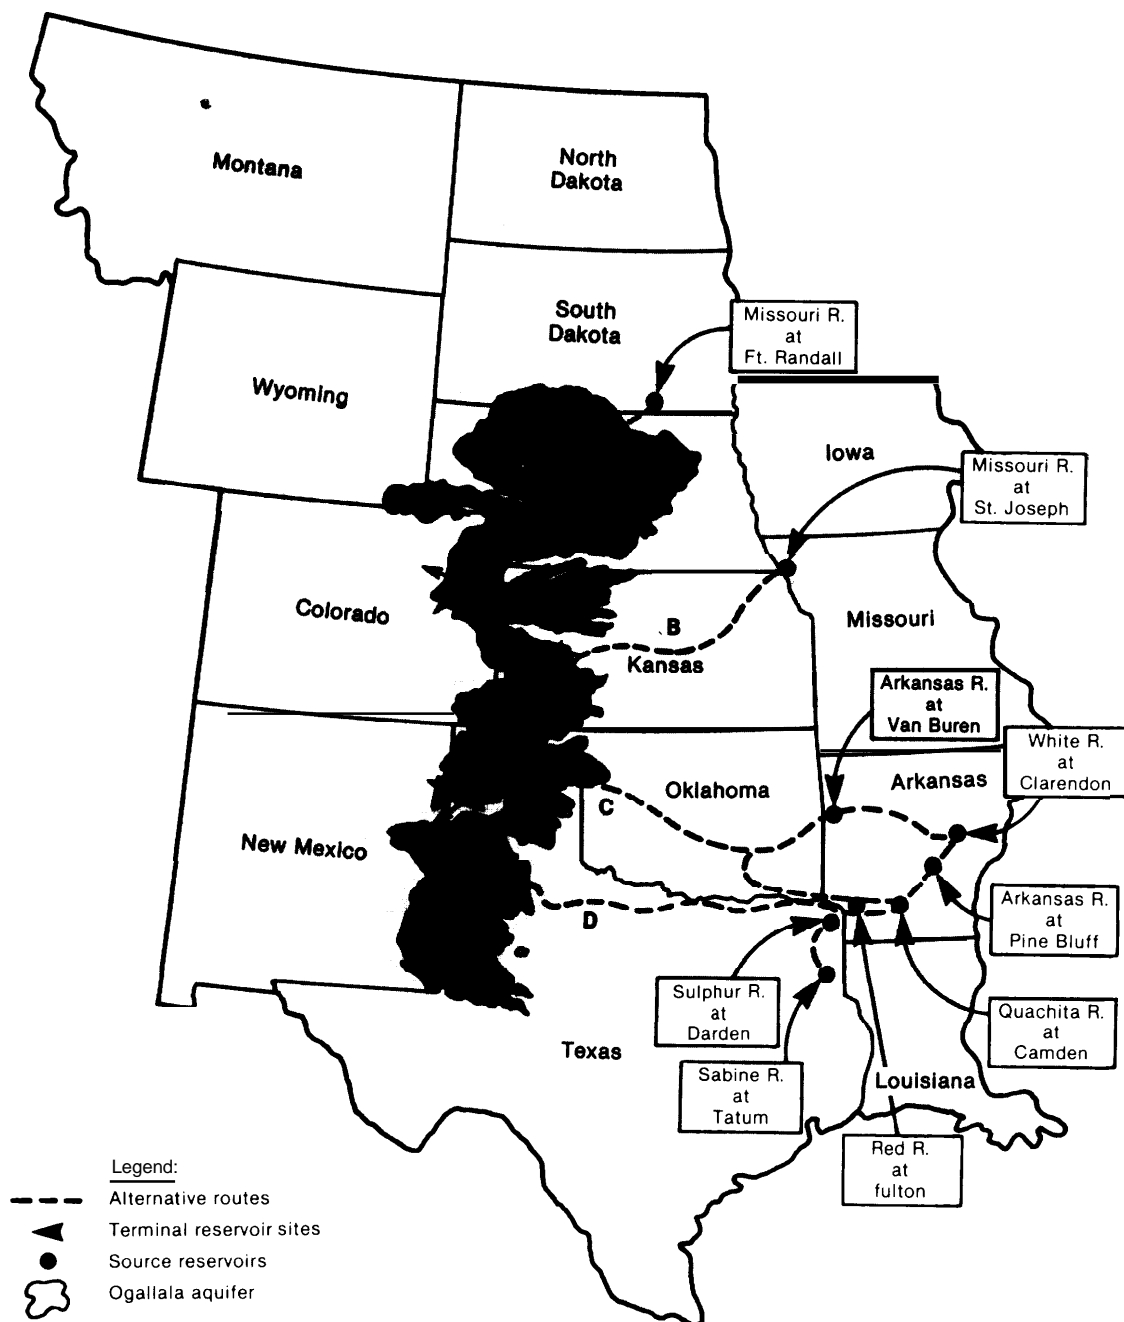 Montana
North
Dakota
South
Dakota
Missouri R.
at
Ft. Randall
Wyoming
Iowa
Missouri R.
at
St. Joseph
Colorado
B
Kansas
Missouri
Arkansas R.
at
Van Buren
White R.
at
Clarendon
Oklahoma
Arkansas
C
New Mexico
D
Arkansas R.
at
Pine Bluff
Sulphur R.
at
Darden
Quachita R.
at
Camden
Texas
Sabine R.
at
Tatum
Louisiana
Red R.
at
fulton
Legend:
Alternative routes
Terminal reservoir sites
Source reservoirs
Ogallala aquifer